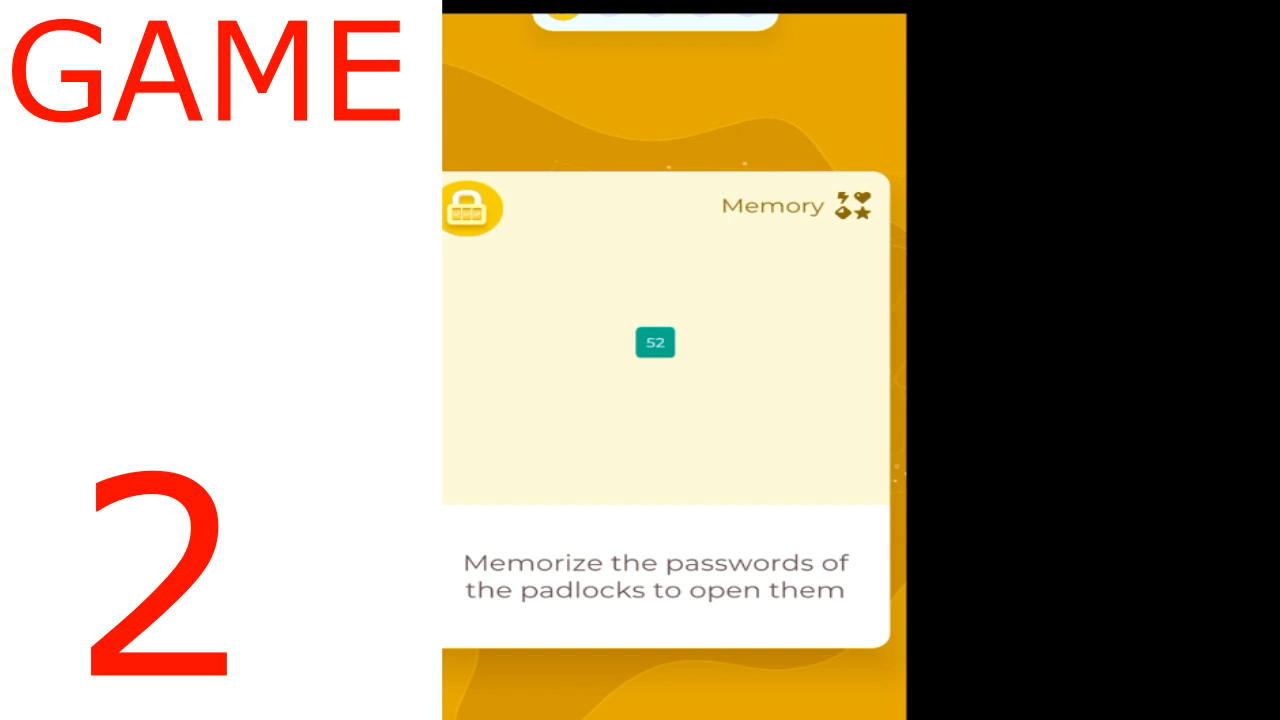 GAME
2
Memory
52
Memorize the passwords of
the padlocks to open them